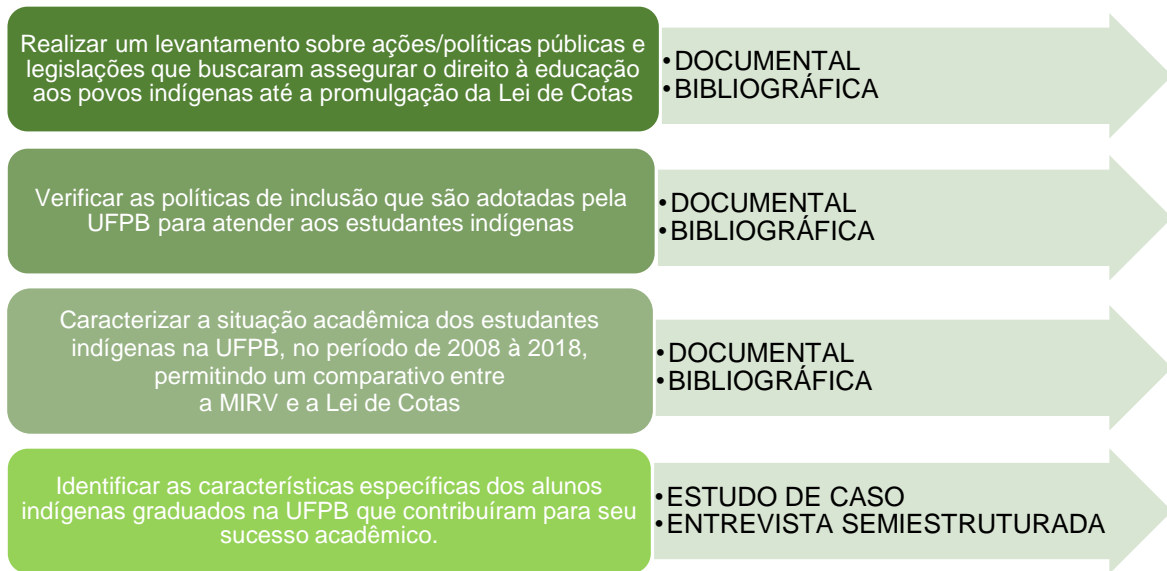 Realizar um levantamento sobre ações/políticas públicas e
legislações que buscaram assegurar o direito à educação
aos povos indígenas até a promulgação da Lei de Cotas
•DOCUMENTAL
•BIBLIOGRÁFICA
Verificar as políticas de inclusão que são adotadas pela
UFPB para atender aos estudantes indígenas
•DOCUMENTAL
•BIBLIOGRÁFICA
Caracterizar a situação acadêmica dos estudantes
indígenas na UFPB, no período de 2008 à 2018,
permitindo um comparativo entre
a MIRV e a Lei de Cotas
•DOCUMENTAL
•BIBLIOGRÁFICA
Identificar as características específicas dos alunos
indígenas graduados na UFPB que contribuíram para seu
sucesso acadêmico.
•ESTUDO DE CASO
•ENTREVISTA SEMIESTRUTURADA